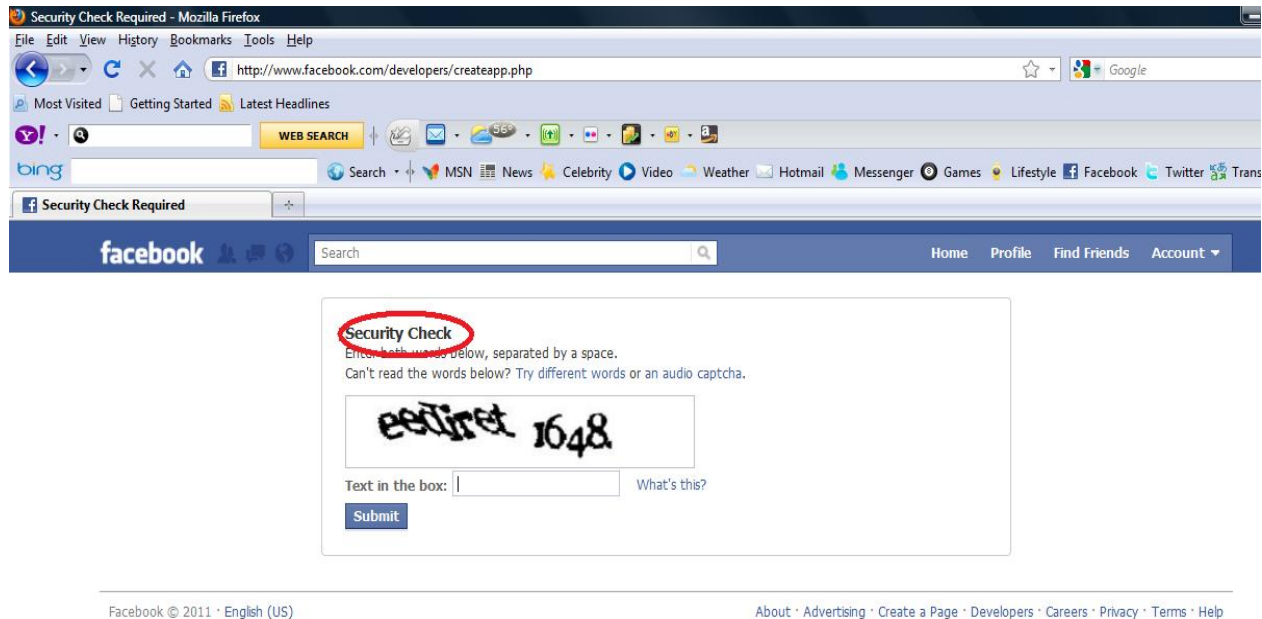 Security Check Required - Mozilla Firefox
File Edit View History Bookmarks Tools Help
http://www.facebook.com/developers/createapp.php Google
Most Visited Getting Started Latest Headlines
Y! WEB SEARCH 56° a
bing Search MSN News Celebrity Video Weather Hotmail Messenger Games Lifestyle Facebook Twitter Trans
Security Check Required
facebook Search Home Profile Find Friends Account
Security Check
Enter both words below, separated by a space.
Can't read the words below? Try different words or an audio captcha.
eediret 1648
Text in the box: What's this?
Submit
Facebook © 2011 · English (US) About · Advertising · Create a Page · Developers · Careers · Privacy · Terms · Help